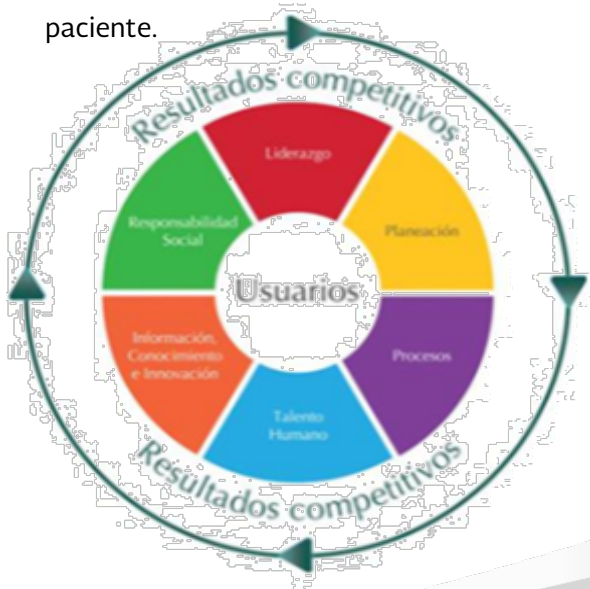 paciente.
Resultados competitivos
Liderazgo
Responsabilidad
Social
Planeación
Usuarios
Información,
Conocimiento
e Innovación
Procesos
Talento
Humano
Resultados competitivos